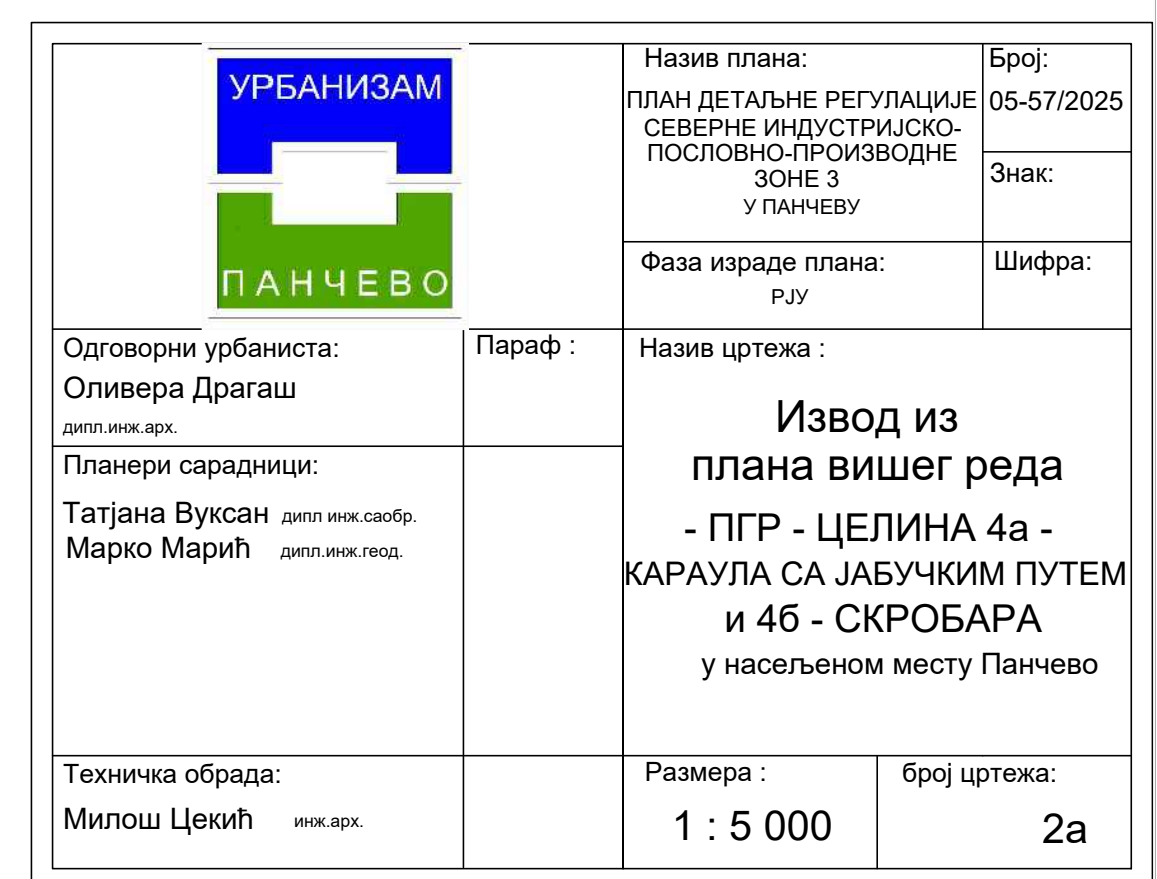 УРБАНИЗАМ
ПАНЧЕВО
Назив плана:
ПЛАН ДЕТАЉНЕ РЕГУЛАЦИЈЕ
СЕВЕРНЕ ИНДУСТРИЈСКО-
ПОСЛОВНО-ПРОИЗВОДНЕ
ЗОНЕ 3
У ПАНЧЕВУ
Број:
05-57/2025
Знак:
Фаза израде плана:
РЈУ
Шифра:
Одговорни урбаниста:
Оливера Драгаш
дипл.инж.арх.
Параф :
Планери сарадници:
Татјана Вуксан дипл инж.саобр.
Марко Марић дипл.инж.геод.
Назив цртежа :
Извод из
плана вишег реда
- ПГР - ЦЕЛИНА 4а -
КАРАУЛА СА ЈАБУЧКИМ ПУТЕМ
и 4б - СКРОБАРА
у насељеном месту Панчево
Техничка обрада:
Милош Цекић инж.арх.
Размера :
1 : 5 000
број цртежа:
2а